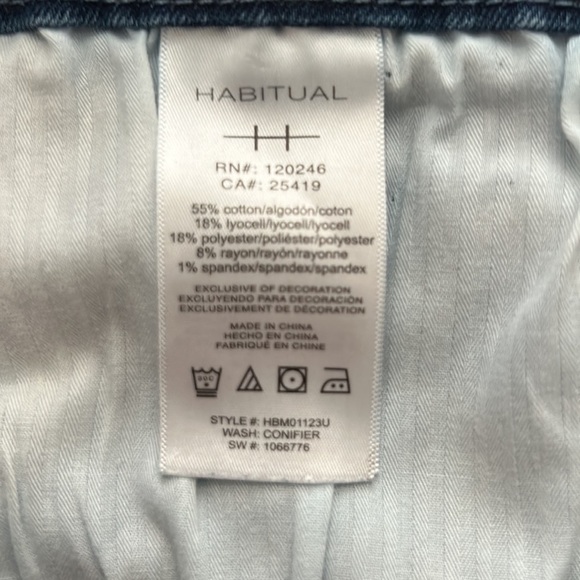 HABITUAL
RN#: 120246
CA#: 25419
55% cotton/algodón/coton
18% lyocell/lyocell/lyocell
18% polyester/poliéster/polyester
8% rayon/rayón/rayonne
1% spandex/spandex/spandex
EXCLUSIVE OF DECORATION
EXCLUYENDO PARA DECORACIÓN
EXCLUSIVEMENT DE DÉCORATION
MADE IN CHINA
HECHO EN CHINA
FABRIQUÉ EN CHINE
STYLE #: HBM01123U
WASH: CONIFIER
SW #: 1066776